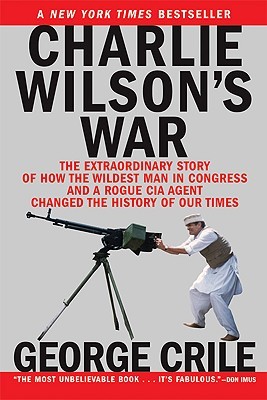 A NEW YORK TIMES BESTSELLER
CHARLIE
WILSON'S
WAR
THE EXTRAORDINARY STORY
OF HOW THE WILDEST MAN IN CONGRESS
AND A ROGUE CIA AGENT
CHANGED THE HISTORY OF OUR TIMES
GEORGE CRILE
"THE MOST UNBELIEVABLE BOOK . . . IT'S FABULOUS."—DON IMUS